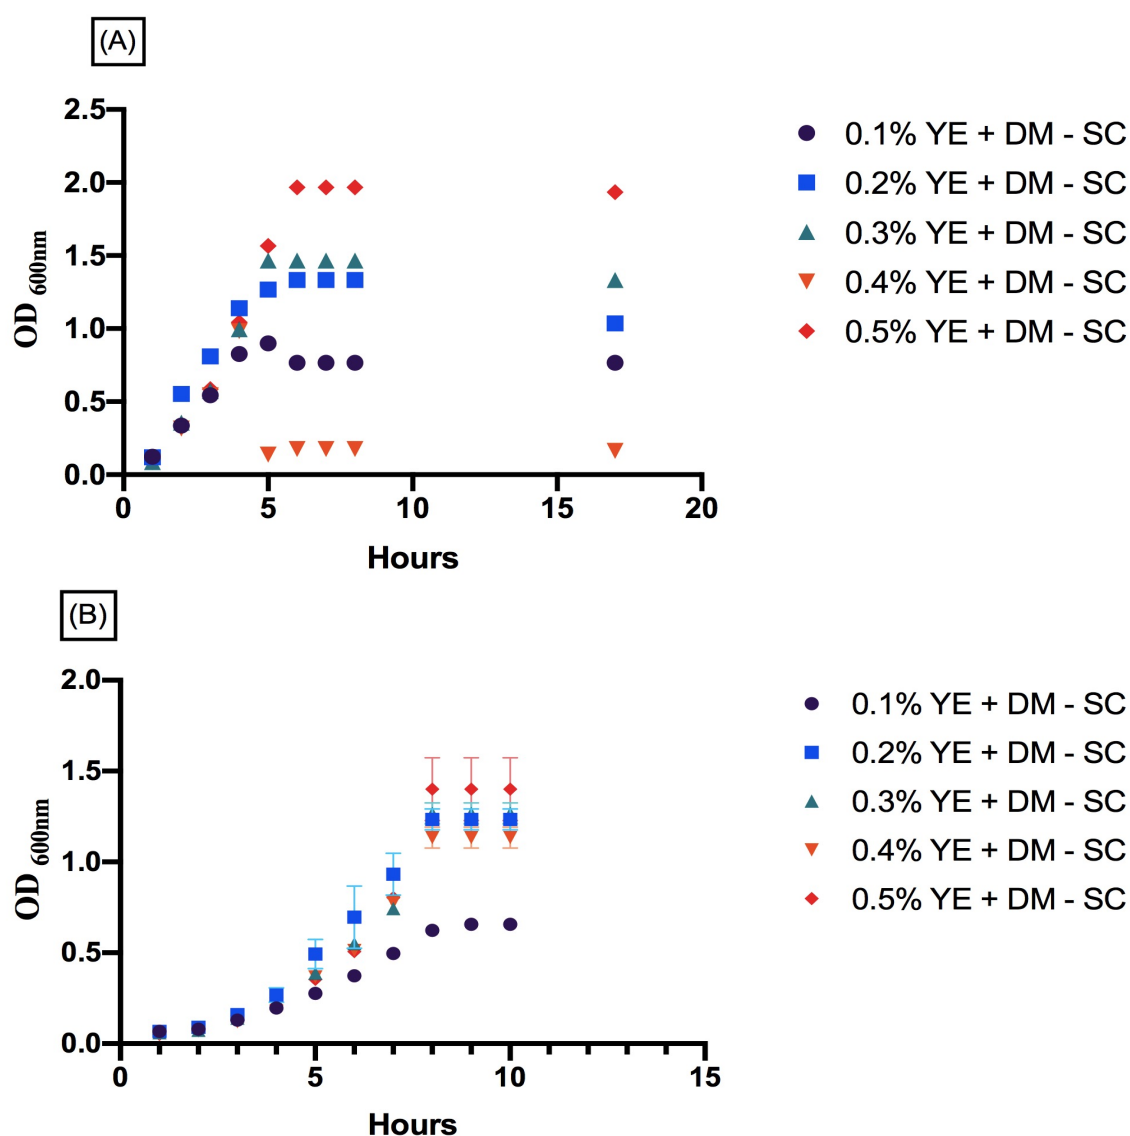 (A)
2.5
2.0
1.5
1.0
0.5
0.0
OD 600nm
0 5 10 15 20
Hours
0.1% YE + DM - SC
0.2% YE + DM - SC
0.3% YE + DM - SC
0.4% YE + DM - SC
0.5% YE + DM - SC
(B)
2.0
1.5
1.0
0.5
0.0
OD 600nm
0 5 10 15
Hours
0.1% YE + DM - SC
0.2% YE + DM - SC
0.3% YE + DM - SC
0.4% YE + DM - SC
0.5% YE + DM - SC